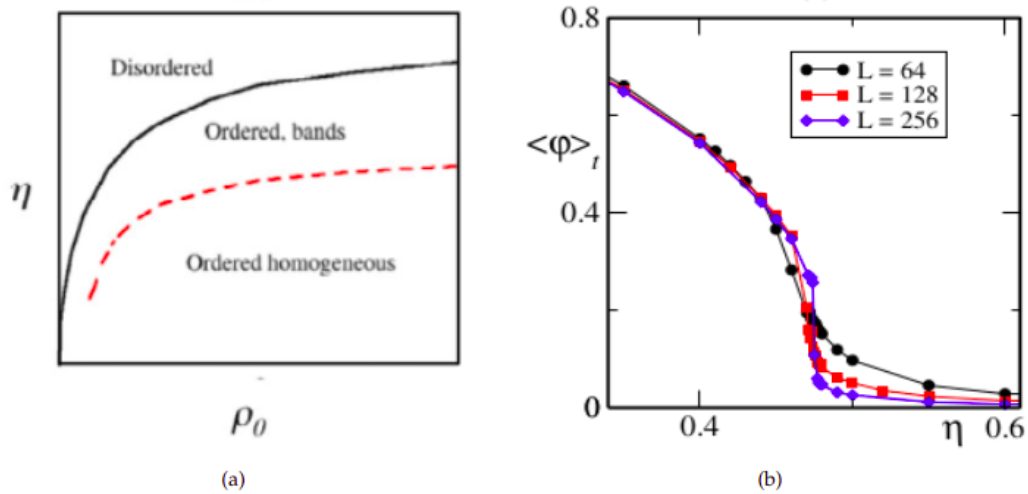 Disordered
Ordered, bands
Ordered homogeneous
η
ρ₀
(a)
0.8
0.4
0
<φ>ₜ
L = 64
L = 128
L = 256
0.4
η
0.6
(b)